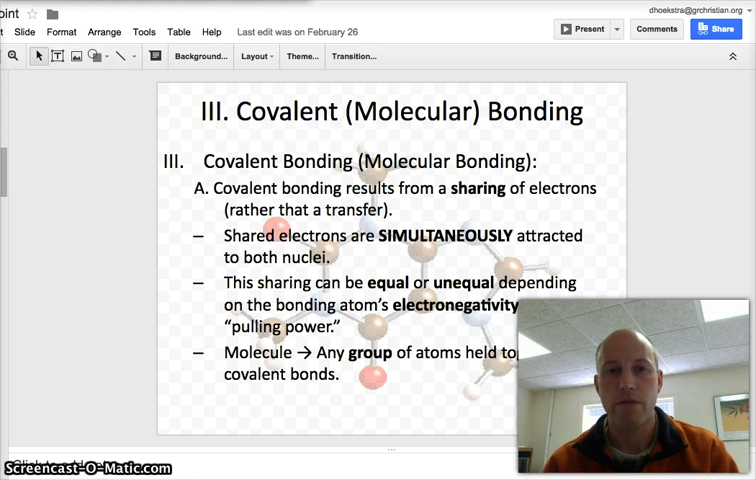 dhoekstra@grchristian.org
oint
Present
Comments
Share
Slide Format Arrange Tools Table Help Last edit was on February 26
Background... Layout Theme... Transition...
III. Covalent (Molecular) Bonding
III. Covalent Bonding (Molecular Bonding):
A. Covalent bonding results from a sharing of electrons
(rather that a transfer).
– Shared electrons are SIMULTANEOUSLY attracted
to both nuclei.
– This sharing can be equal or unequal depending
on the bonding atom's electronegativity
"pulling power."
– Molecule → Any group of atoms held to
covalent bonds.
Screencast-O-Matic.com